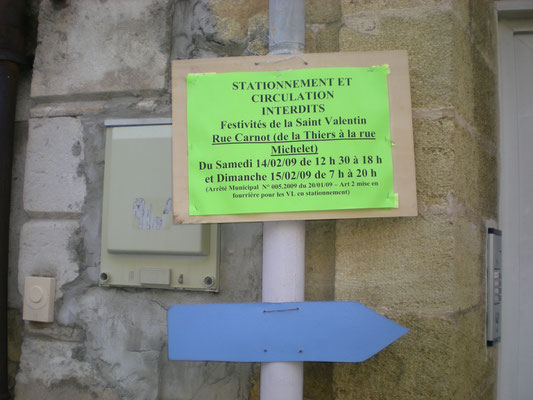 STATIONNEMENT ET
CIRCULATION
INTERDITS
Festivités de la Saint Valentin
Rue Carnot (de la Thiers à la rue
Michelet)
Du Samedi 14/02/09 de 12 h 30 à 18 h
et Dimanche 15/02/09 de 7 h à 20 h
(Arrêté Municipal N° 005.2009 du 20/01/09 – Art 2 mise en
fourrière pour les VL en stationnement)